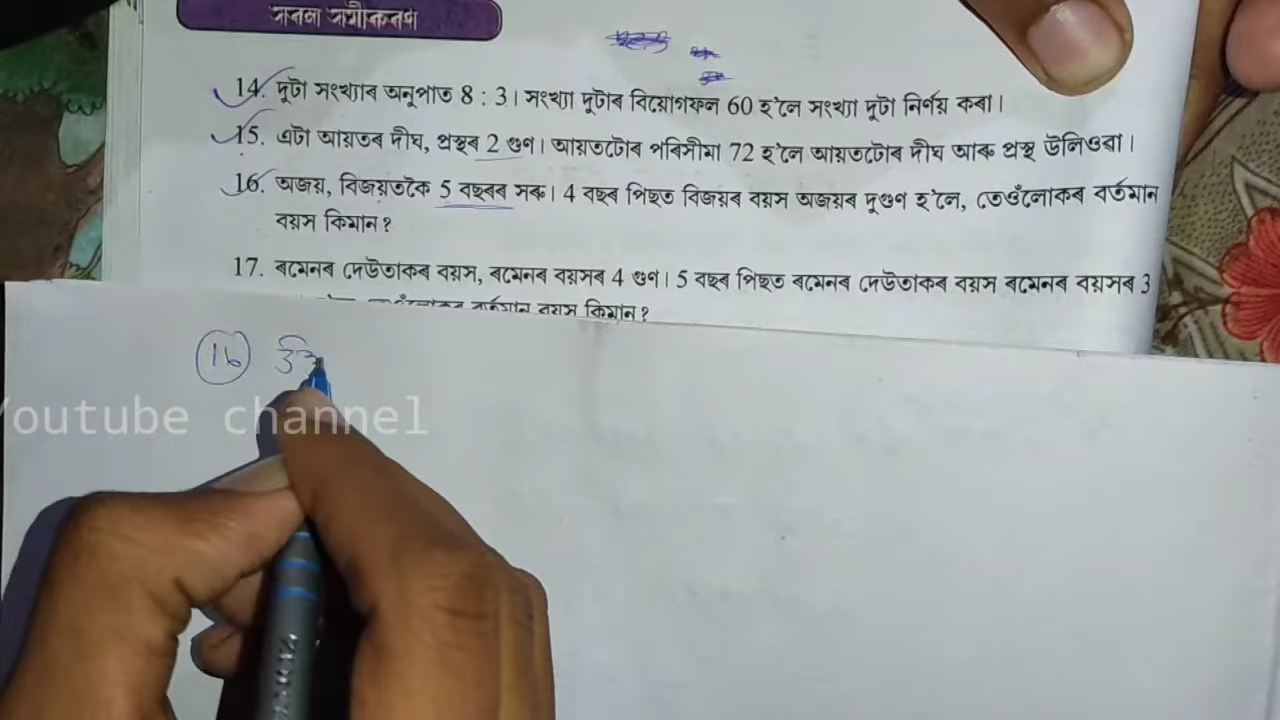 সৰল সমীকৰণ
14. দুটা সংখ্যাৰ অনুপাত 8 : 3। সংখ্যা দুটাৰ বিয়োগফল 60 হ'লে সংখ্যা দুটা নিৰ্ণয় কৰা।
15. এটা আয়তৰ দীঘ, প্ৰস্থৰ 2 গুণ। আয়তটোৰ পৰিসীমা 72 হ'লে আয়তটোৰ দীঘ আৰু প্ৰস্থ উলিওৱা।
16. অজয়, বিজয়তকৈ 5 বছৰৰ সৰু। 4 বছৰ পিছত বিজয়ৰ বয়স অজয়ৰ দুগুণ হ'লে, তেওঁলোকৰ বৰ্তমান
বয়স কিমান?
17. ৰমেনৰ দেউতাকৰ বয়স, ৰমেনৰ বয়সৰ 4 গুণ। 5 বছৰ পিছত ৰমেনৰ দেউতাকৰ বয়স ৰমেনৰ বয়সৰ 3
তেওঁলোকৰ বৰ্তমান বয়স কিমান?
16
outube channel